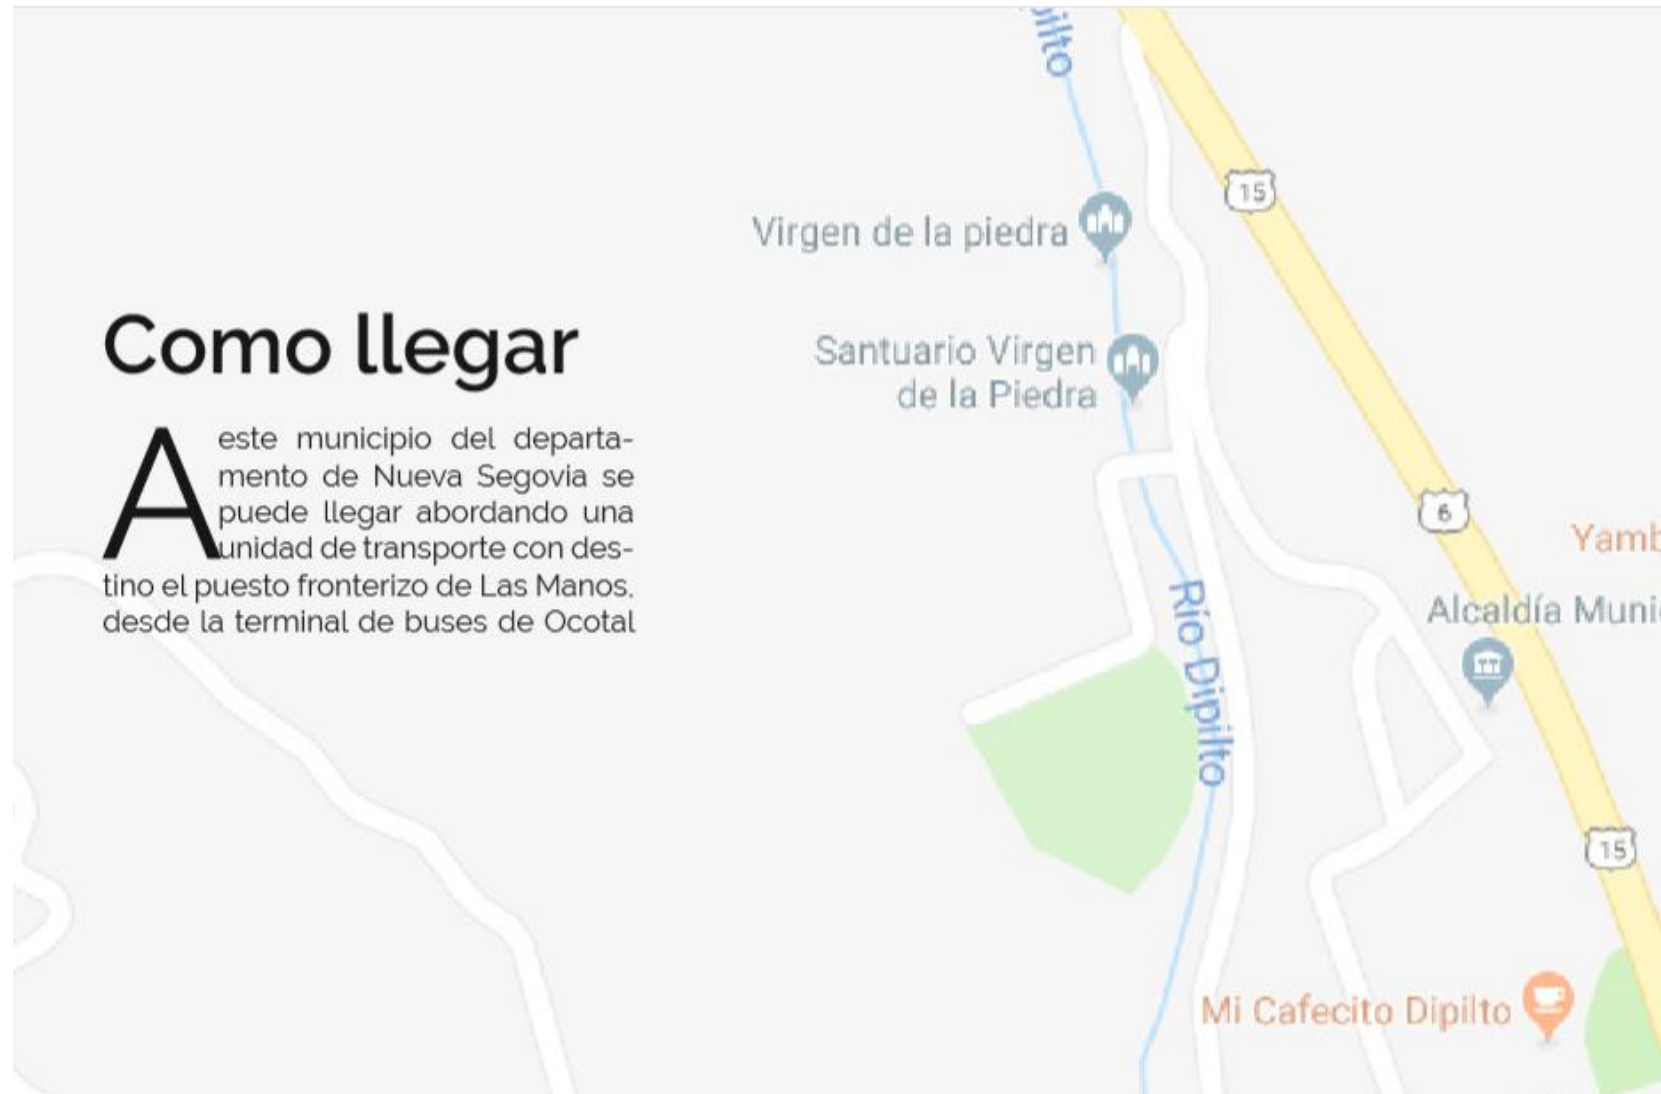 Como llegar
A este municipio del departa-
mento de Nueva Segovia se
puede llegar abordando una
unidad de transporte con des-
tino el puesto fronterizo de Las Manos,
desde la terminal de buses de Ocotal
15
Virgen de la piedra
Santuario Virgen
de la Piedra
6
Alcaldía
Río Dipilto
15
Mi Cafecito Dipilto